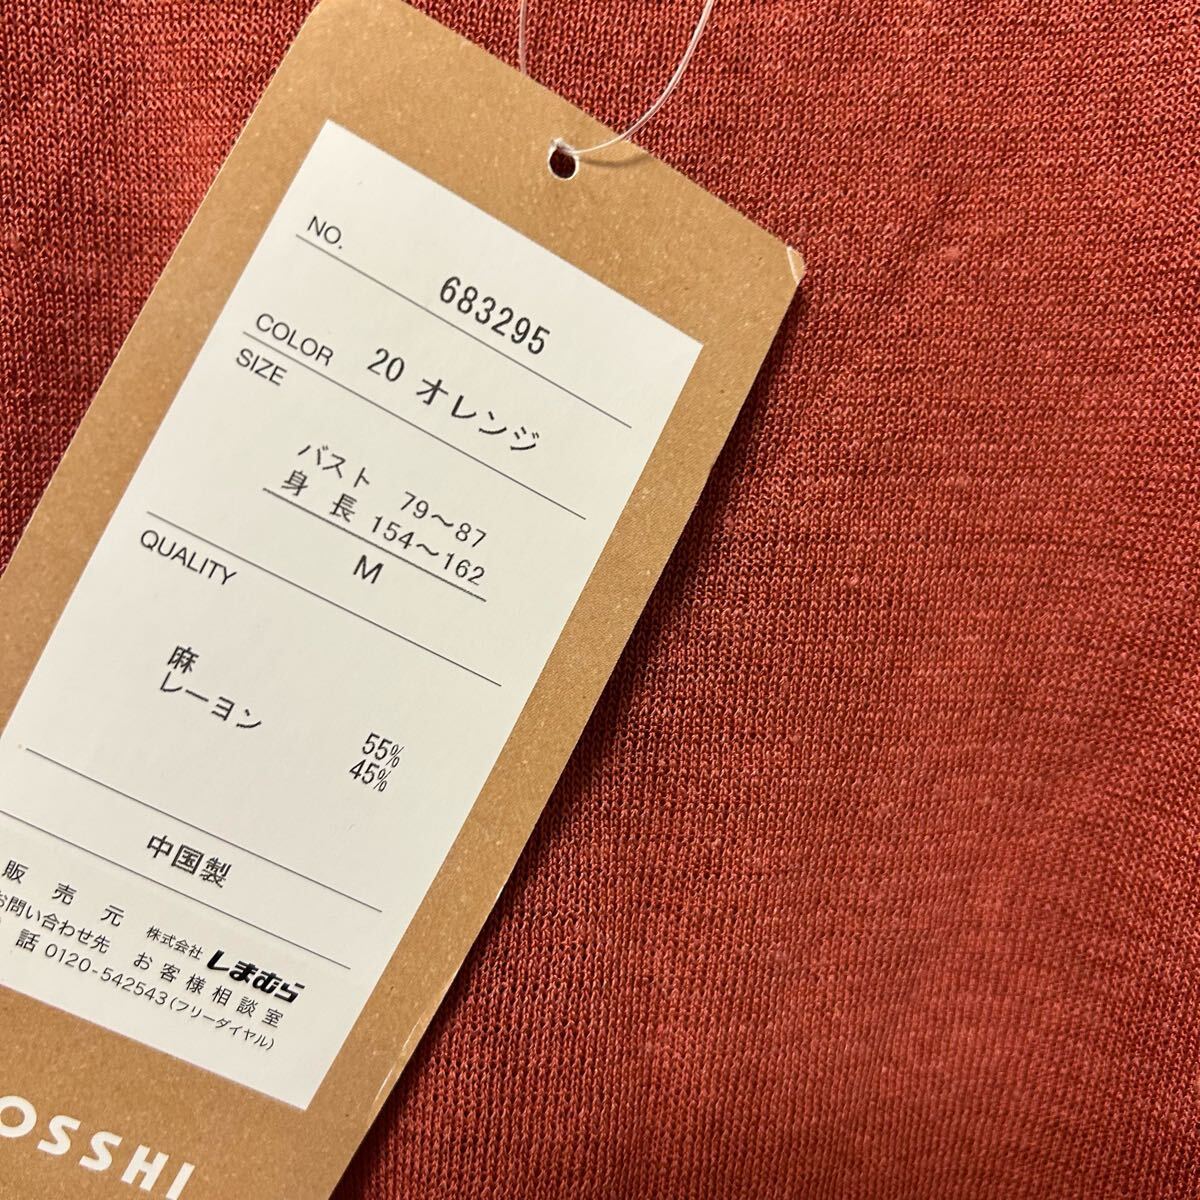 NO.
683295
COLOR 20 オレンジ
SIZE
バスト 79～87
身長 154～162
M
QUALITY
麻 55%
レーヨン 45%
中国製
販売元 株式会社 しまむら
お問い合わせ先 お客様相談室
話 0120-542543(フリーダイヤル)
OSSHI